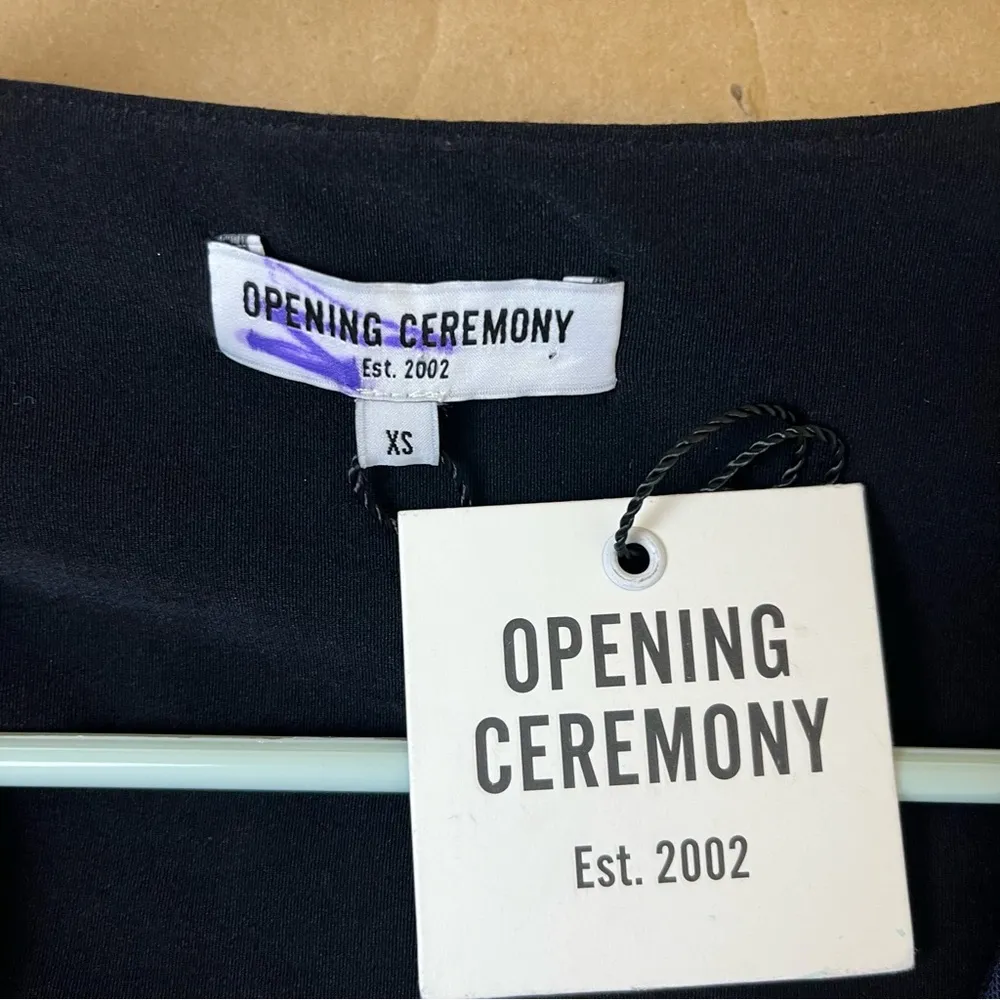 OPENING CEREMONY
Est. 2002
XS
OPENING
CEREMONY
Est. 2002